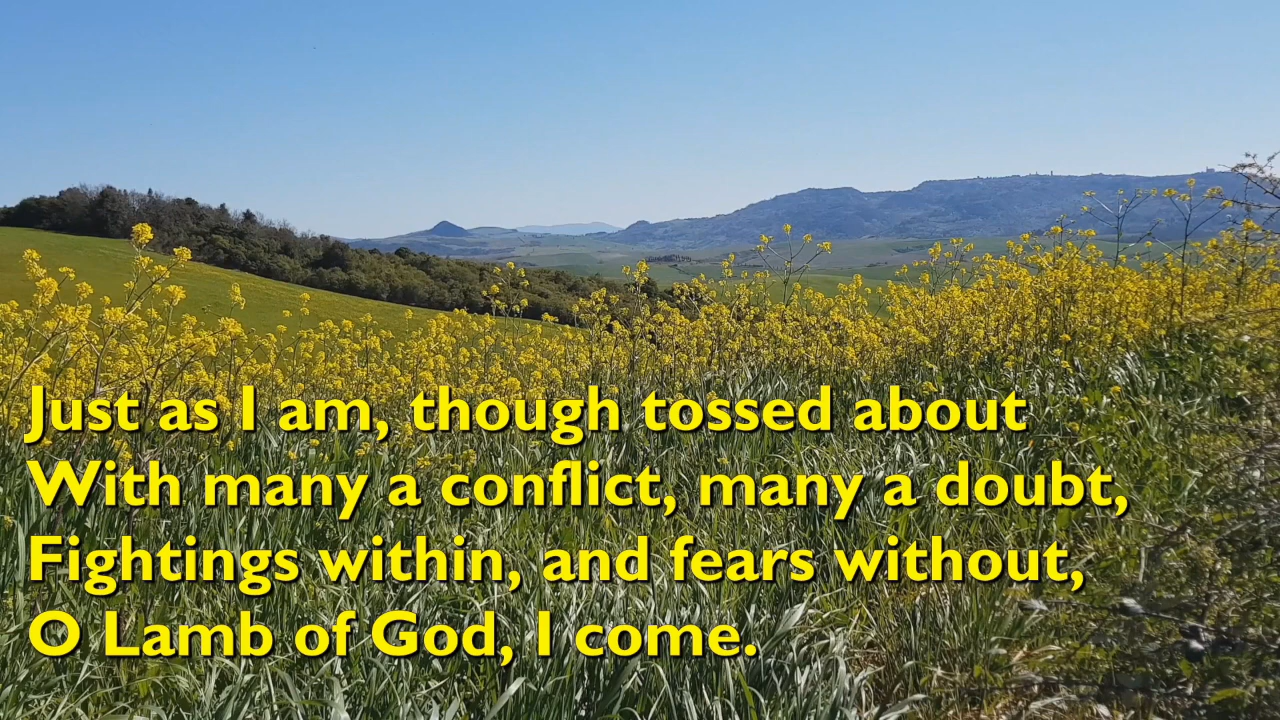 Just as I am, though tossed about
With many a conflict, many a doubt,
Fightings within, and fears without,
O Lamb of God, I come.